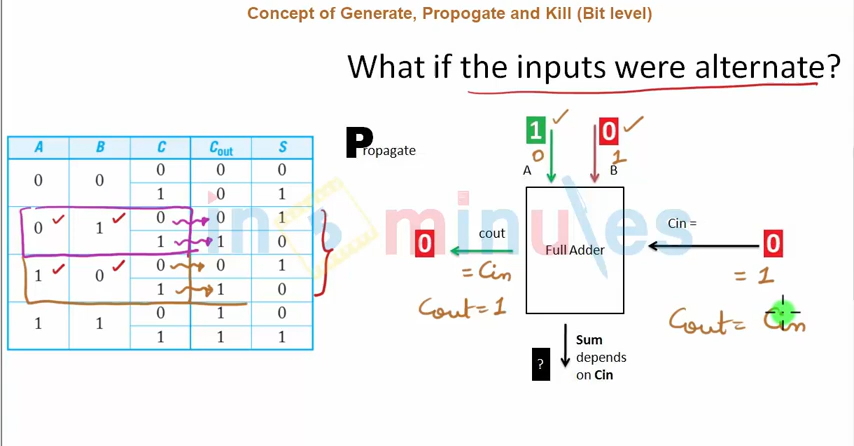 Concept of Generate, Propogate and Kill (Bit level)
What if the inputs were alternate?
Propagate
1 0
0 1
A B
A B C Cout S
0 0 0 0 0
1 0 1
0 1 0 0 1
1 1 0
1 0 0 0 1
1 1 0
1 1 0 1 0
1 1 1
in 5 minutes
0 cout Full Adder Cin = 0
= Cin = 1
Cout = 1 Cout = Cin
? Sum
depends
on Cin